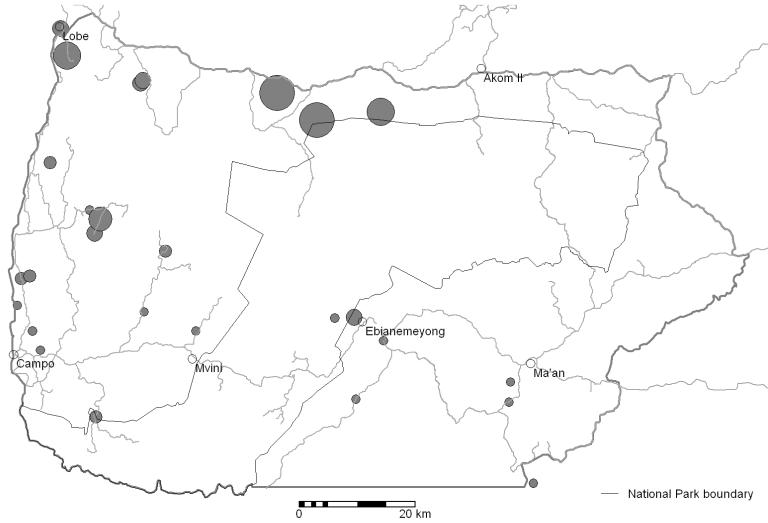 Lobe
Akom II
Ebianemeyong
Campo
Mvini
Ma'an
National Park boundary
0 20 km